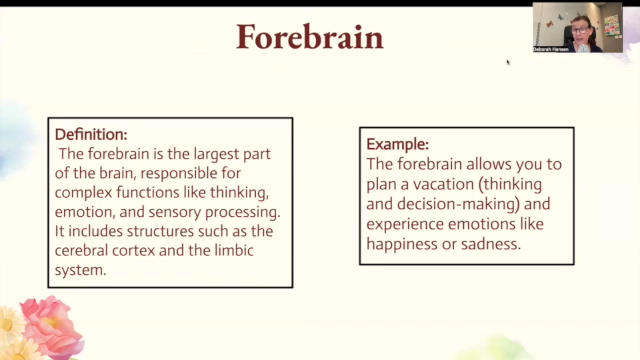 Forebrain
Deborah Hansen
Definition:
The forebrain is the largest part
of the brain, responsible for
complex functions like thinking,
emotion, and sensory processing.
It includes structures such as the
cerebral cortex and the limbic
system.
Example:
The forebrain allows you to
plan a vacation (thinking
and decision-making) and
experience emotions like
happiness or sadness.